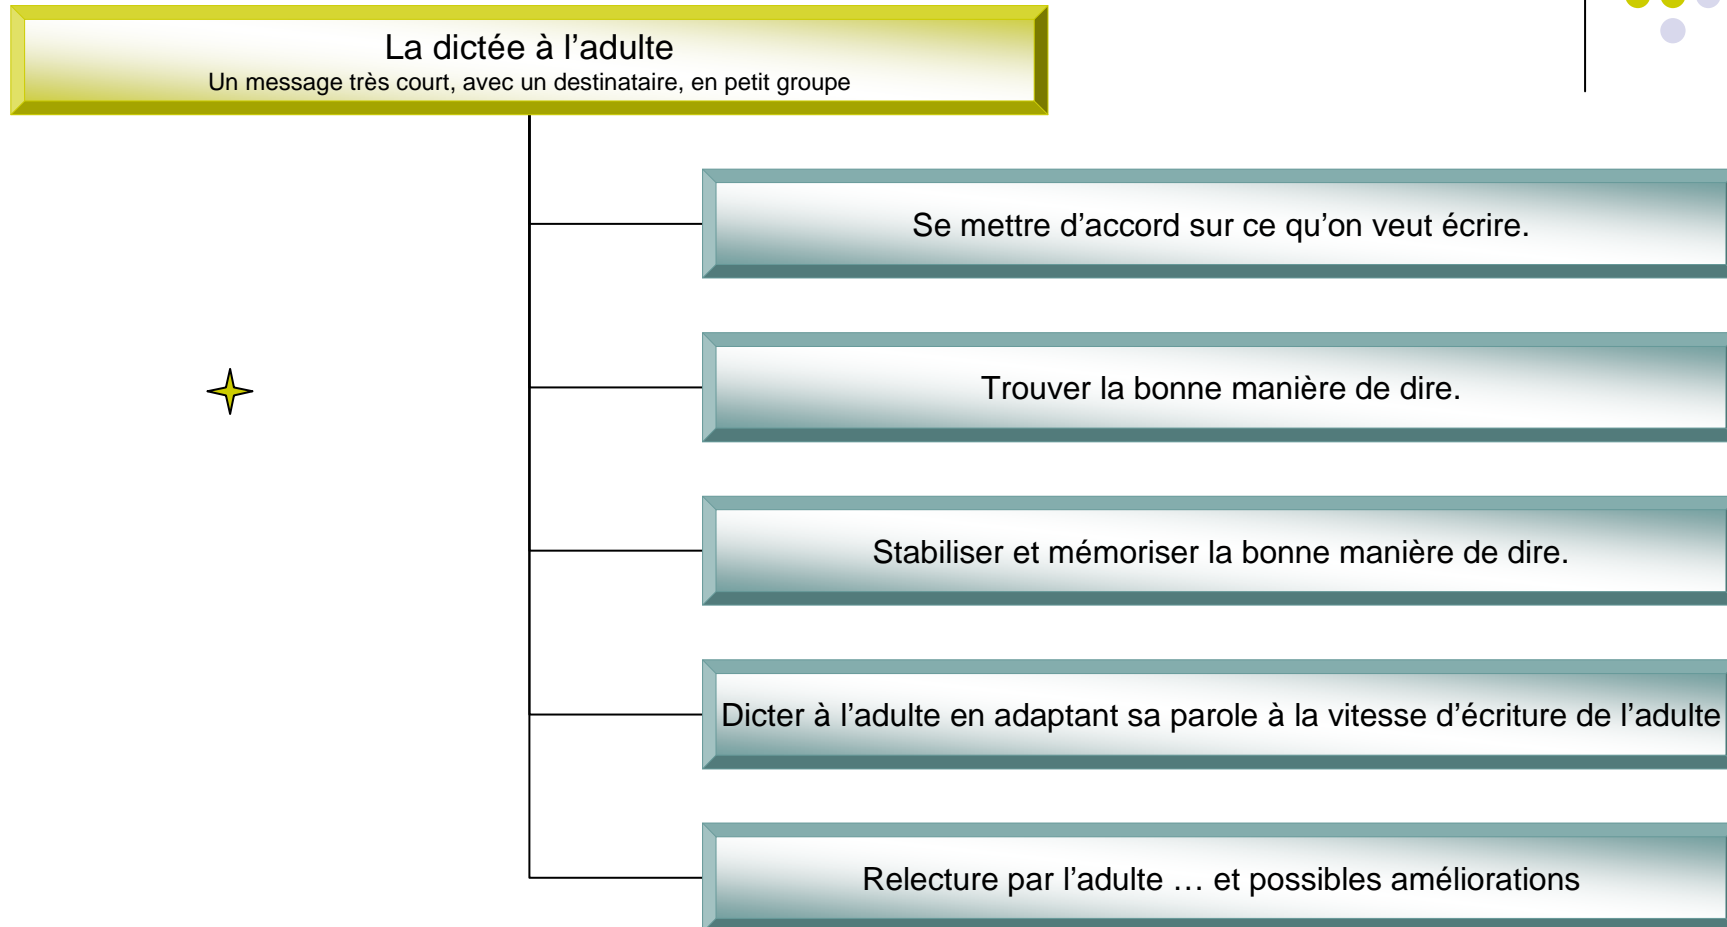 La dictée à l’adulte
Un message très court, avec un destinataire, en petit groupe
Se mettre d’accord sur ce qu’on veut écrire.
Trouver la bonne manière de dire.
Stabiliser et mémoriser la bonne manière de dire.
Dicter à l’adulte en adaptant sa parole à la vitesse d’écriture de l’adulte
Relecture par l’adulte … et possibles améliorations